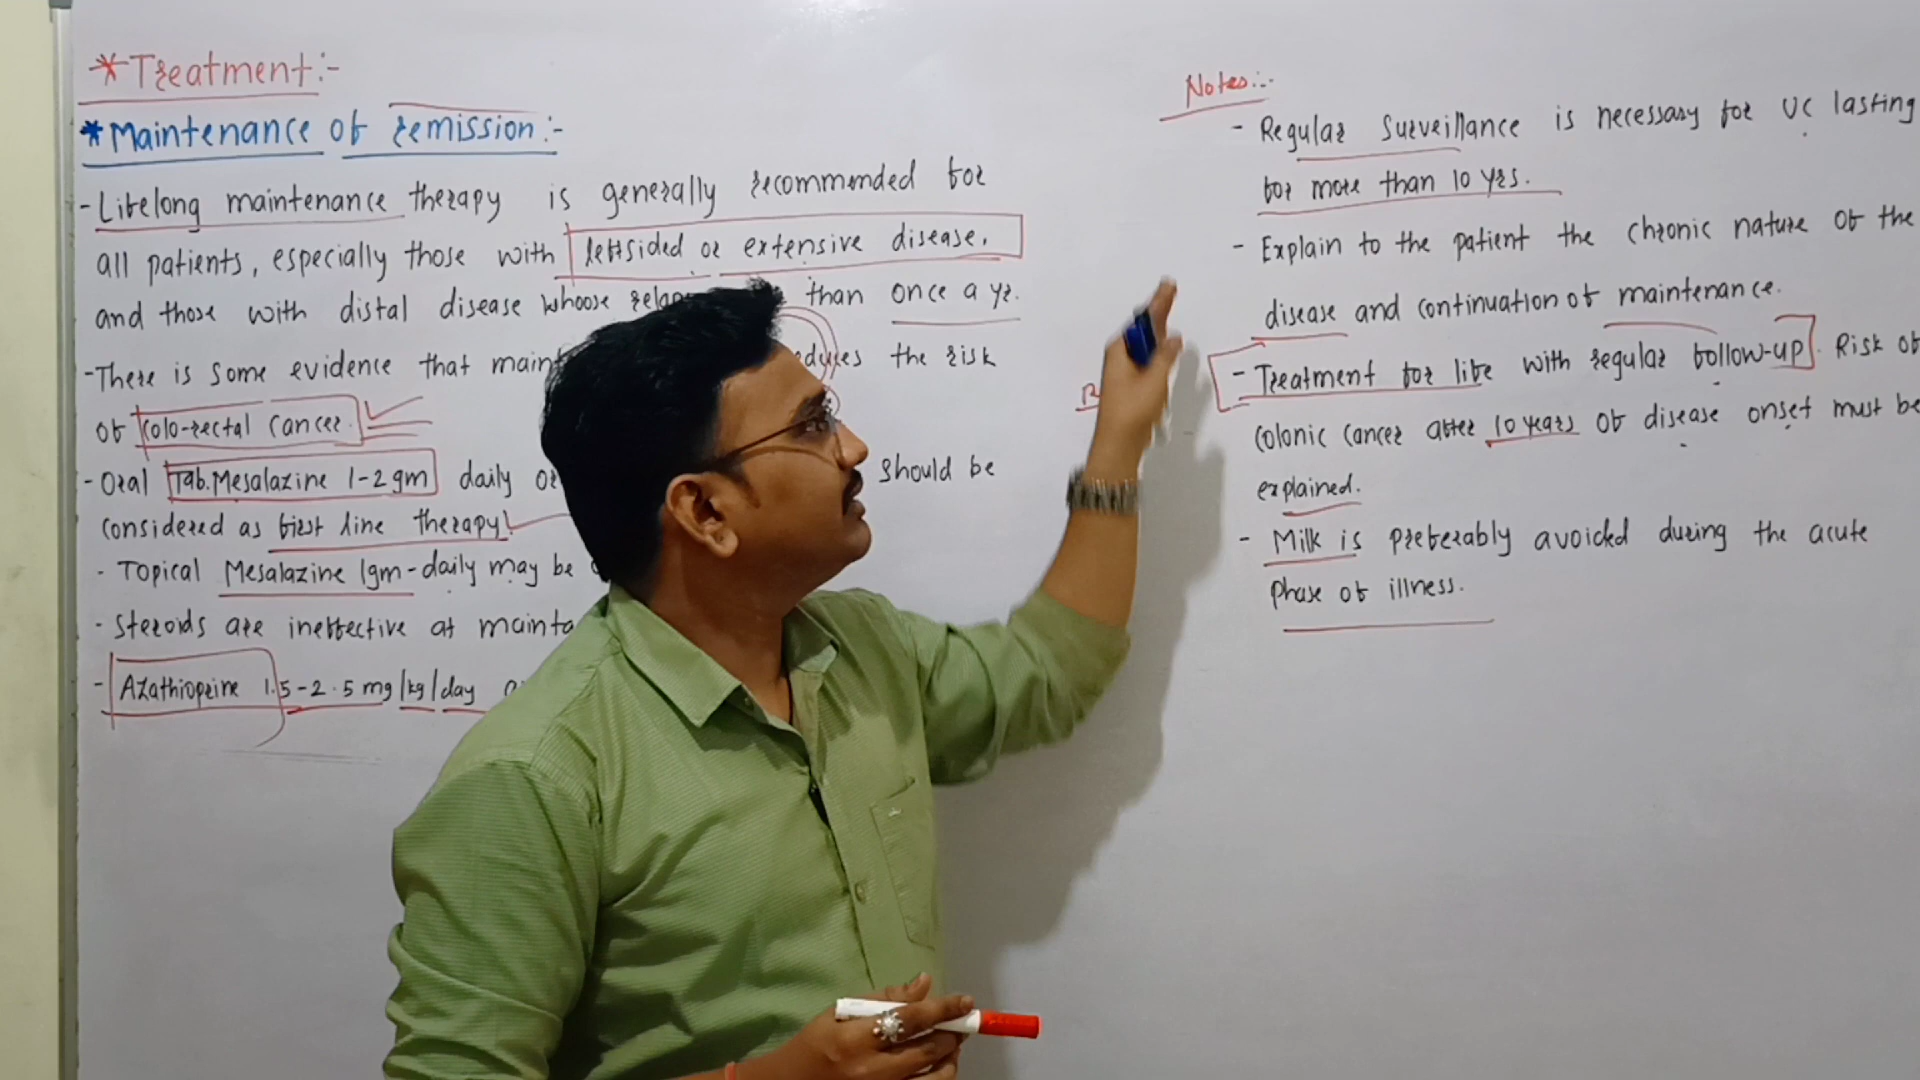 *Treatment:-
*Maintenance of remission:-
- Lifelong maintenance therapy is generally recommended for
all patients, especially those with leftsided or extensive disease,
and those with distal disease whoose than once a yr.
- There is some evidence that the risk
of Colo-rectal Cancer.
- Oral Tab. Mesalazine 1-2 gm daily or should be
Considered as first line therapy
- Topical Mesalazine 1gm - daily may be
- Steroids are ineffective at
- Azathioprine 1.5-2.5 mg/kg/day
Notes:-
- Regular Surveillance is necessary for UC lasting
for more than 10 yrs.
- Explain to the patient the chronic nature of the
disease and continuation of maintenance.
- Treatment for life with regular follow-up. Risk of
Colonic Cancer after 10 years of disease onset must be
explained.
- Milk is preferably avoided during the acute
Phase of illness.